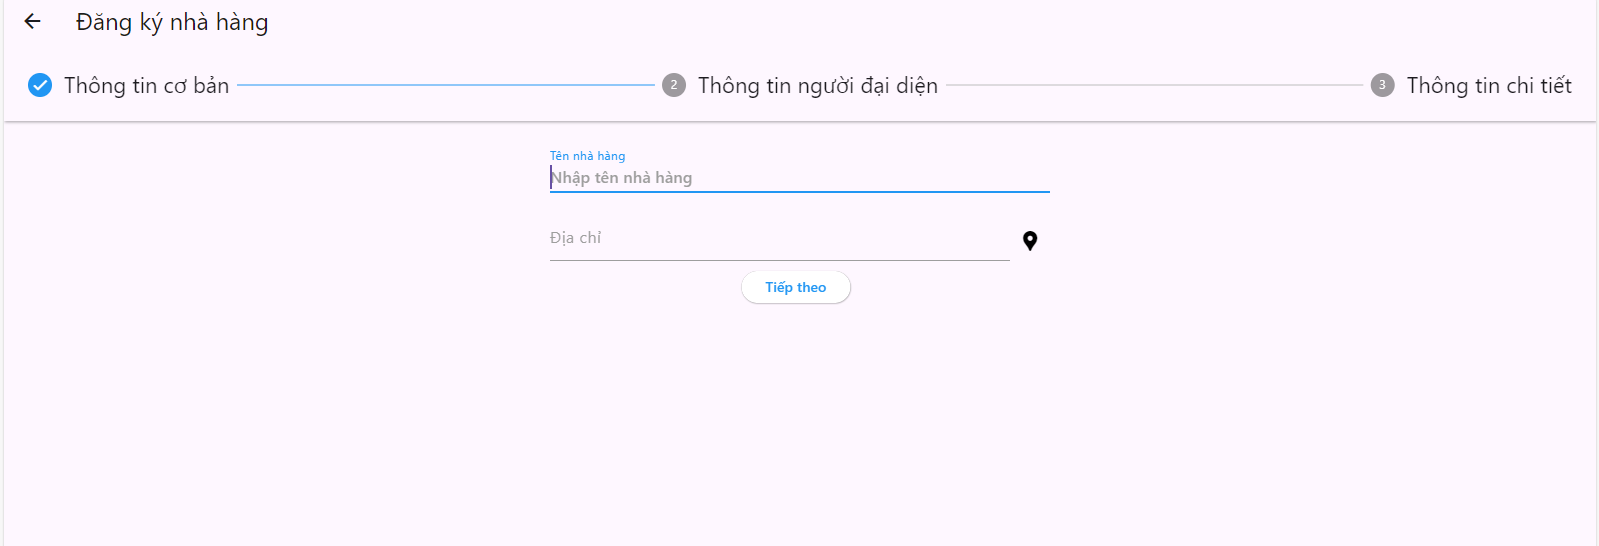 Đăng ký nhà hàng
Thông tin cơ bản 2 Thông tin người đại diện 3 Thông tin chi tiết
Tên nhà hàng
Nhập tên nhà hàng
Địa chỉ
Tiếp theo